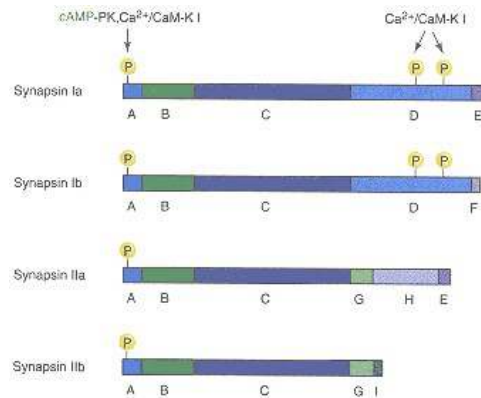 cAMP-PK,Ca²⁺/CaM-K I Ca²⁺/CaM-K I
P P P
Synapsin Ia
A B C D E
P P P
Synapsin Ib
A B C D F
P
Synapsin IIa
A B C G H E
P
Synapsin IIb
A B C G I